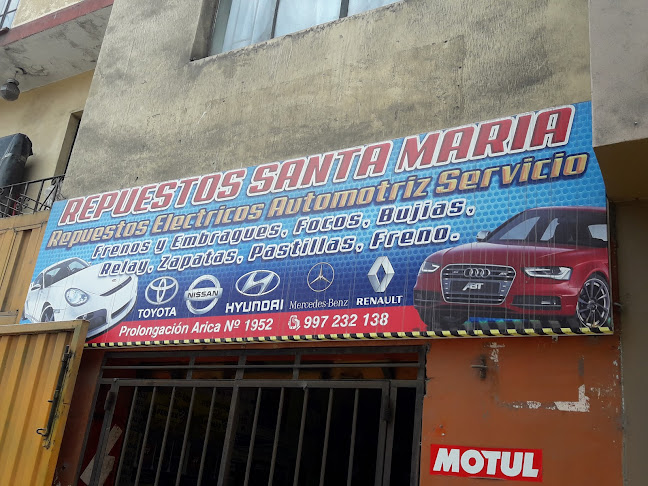 REPUESTOS SANTA MARIA
Repuestos Electricos Automotriz Servicio
Frenos y Embragues, Focos, Bujias,
Relay, Zapatas, Pastillas, Freno.
TOYOTA NISSAN HYUNDAI Mercedes-Benz RENAULT
Prolongación Arica Nº 1952 997 232 138
ABT
MOTUL